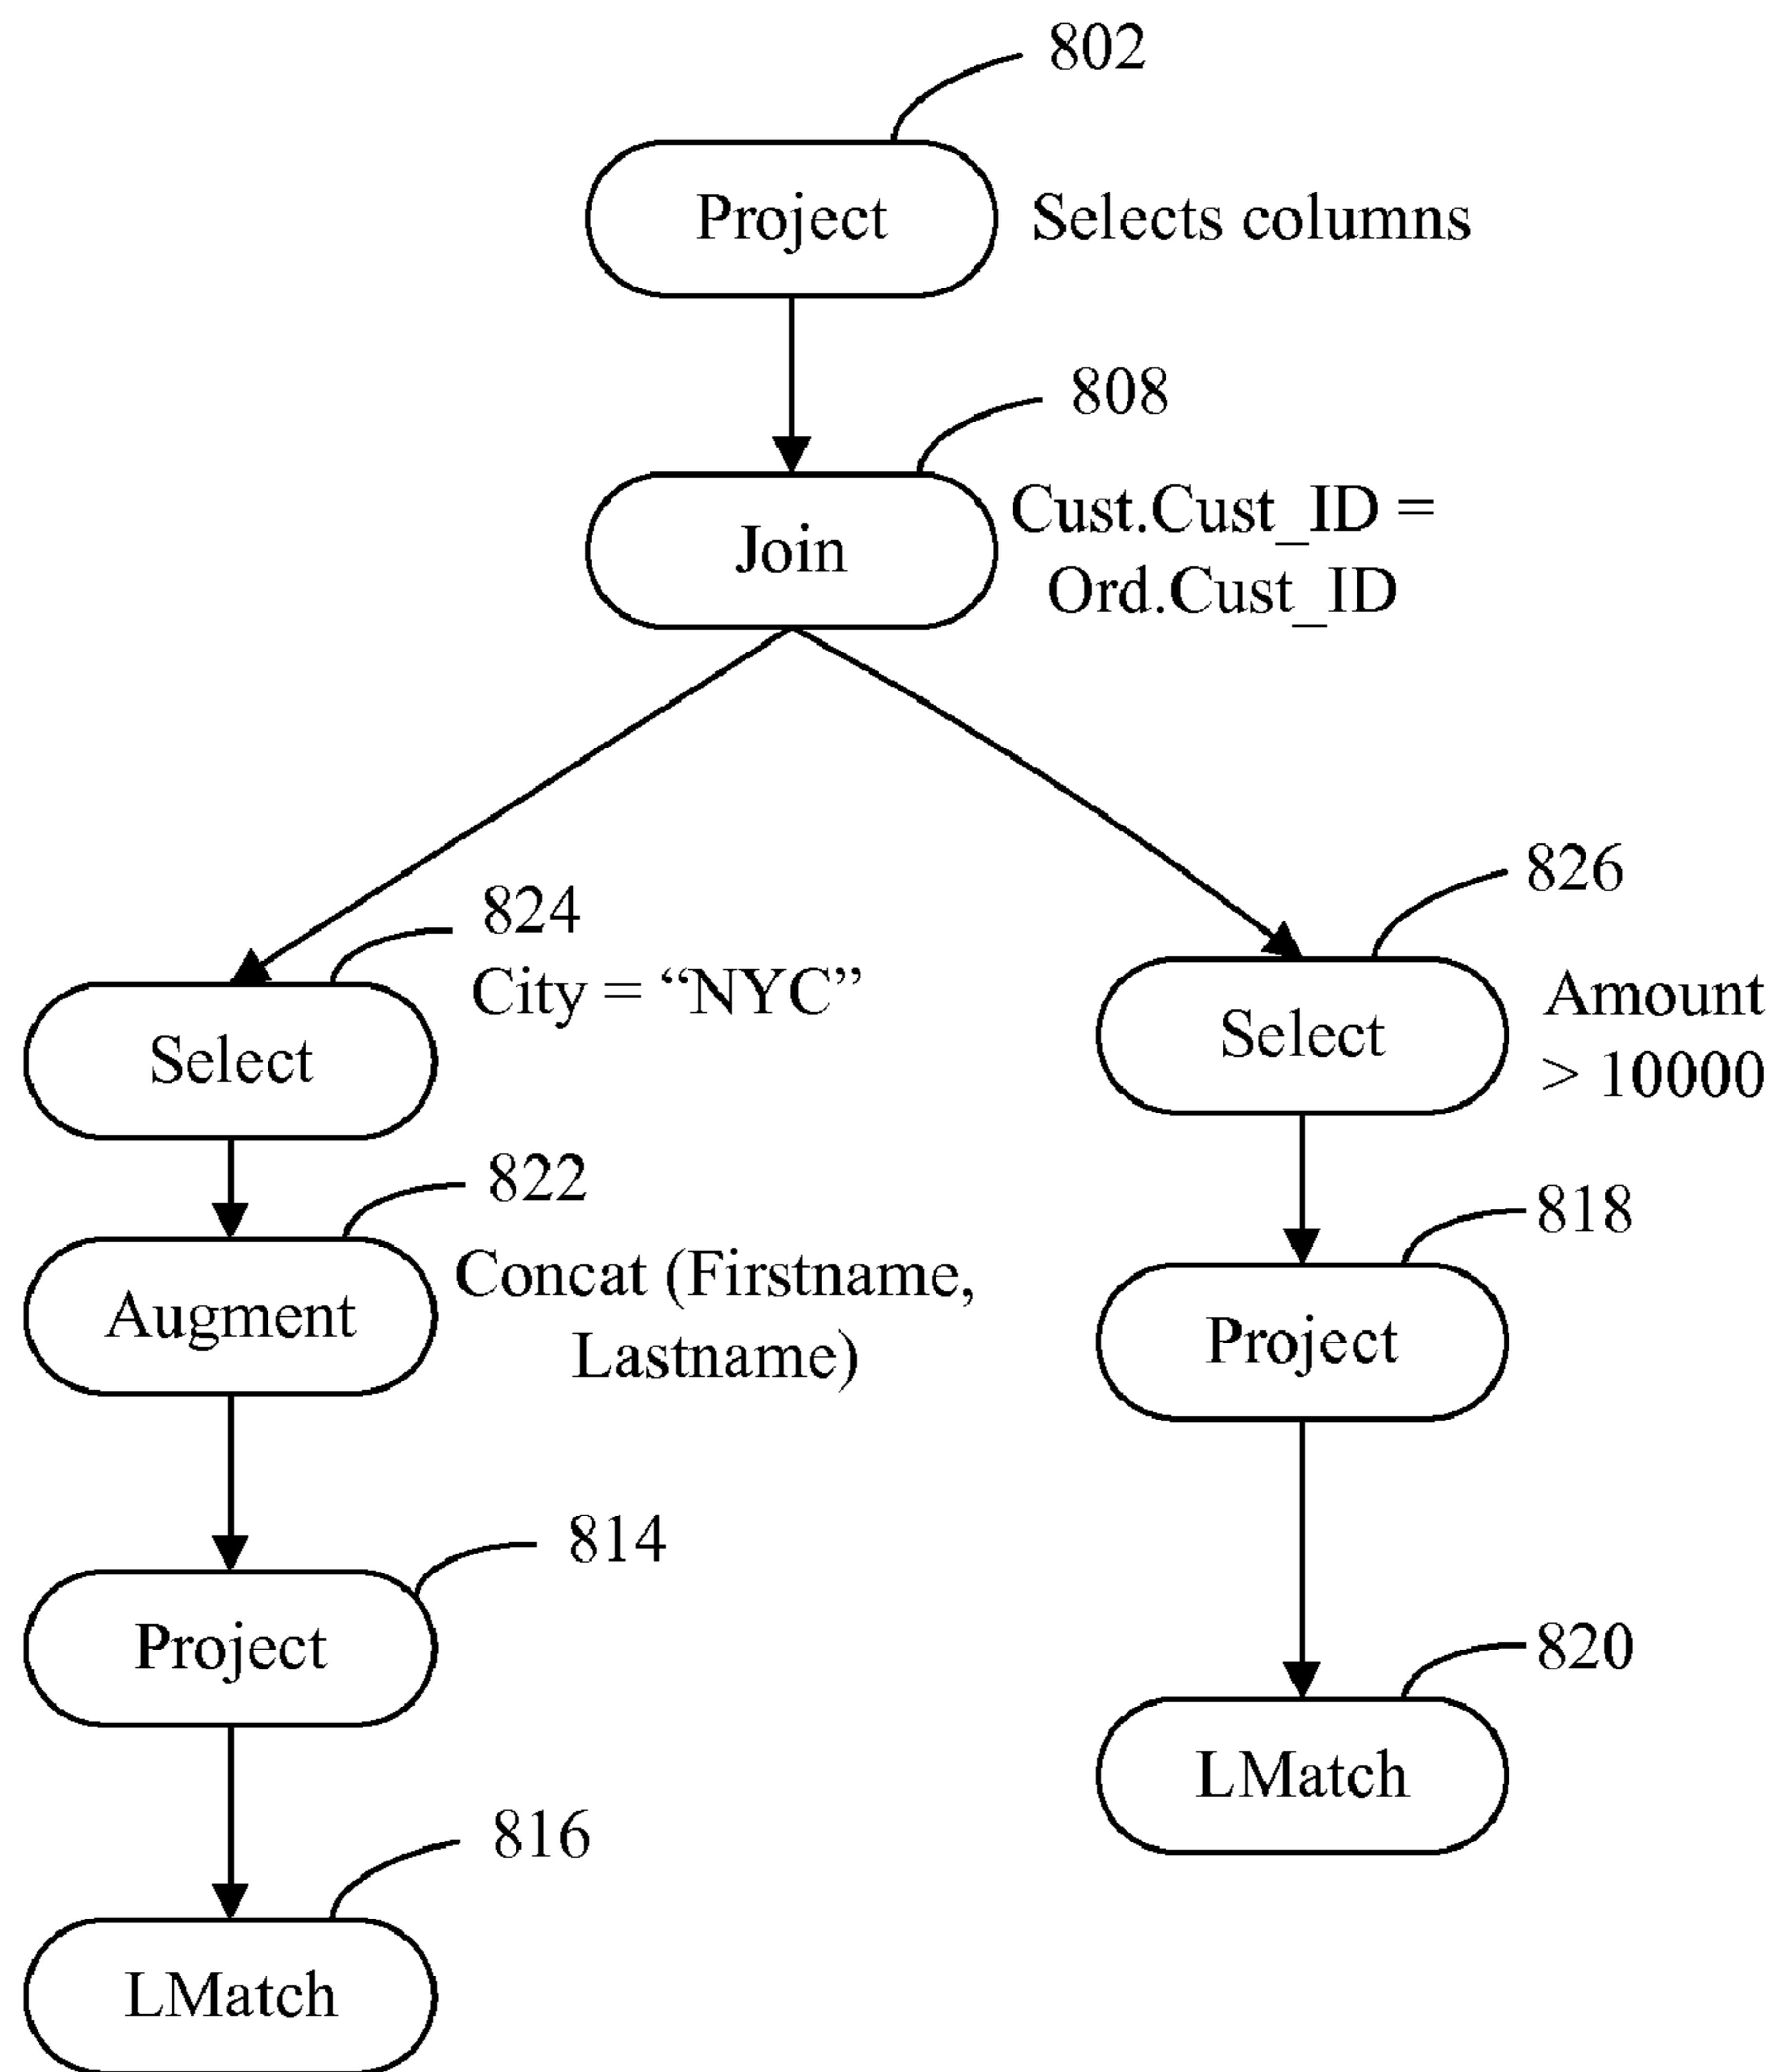 802
Project
Selects columns
808
Join
Cust.Cust_ID =
Ord.Cust_ID
824
City = “NYC”
Select
826
Select
Amount
> 10000
822
Augment
Concat (Firstname,
Lastname)
818
Project
814
Project
820
LMatch
816
LMatch